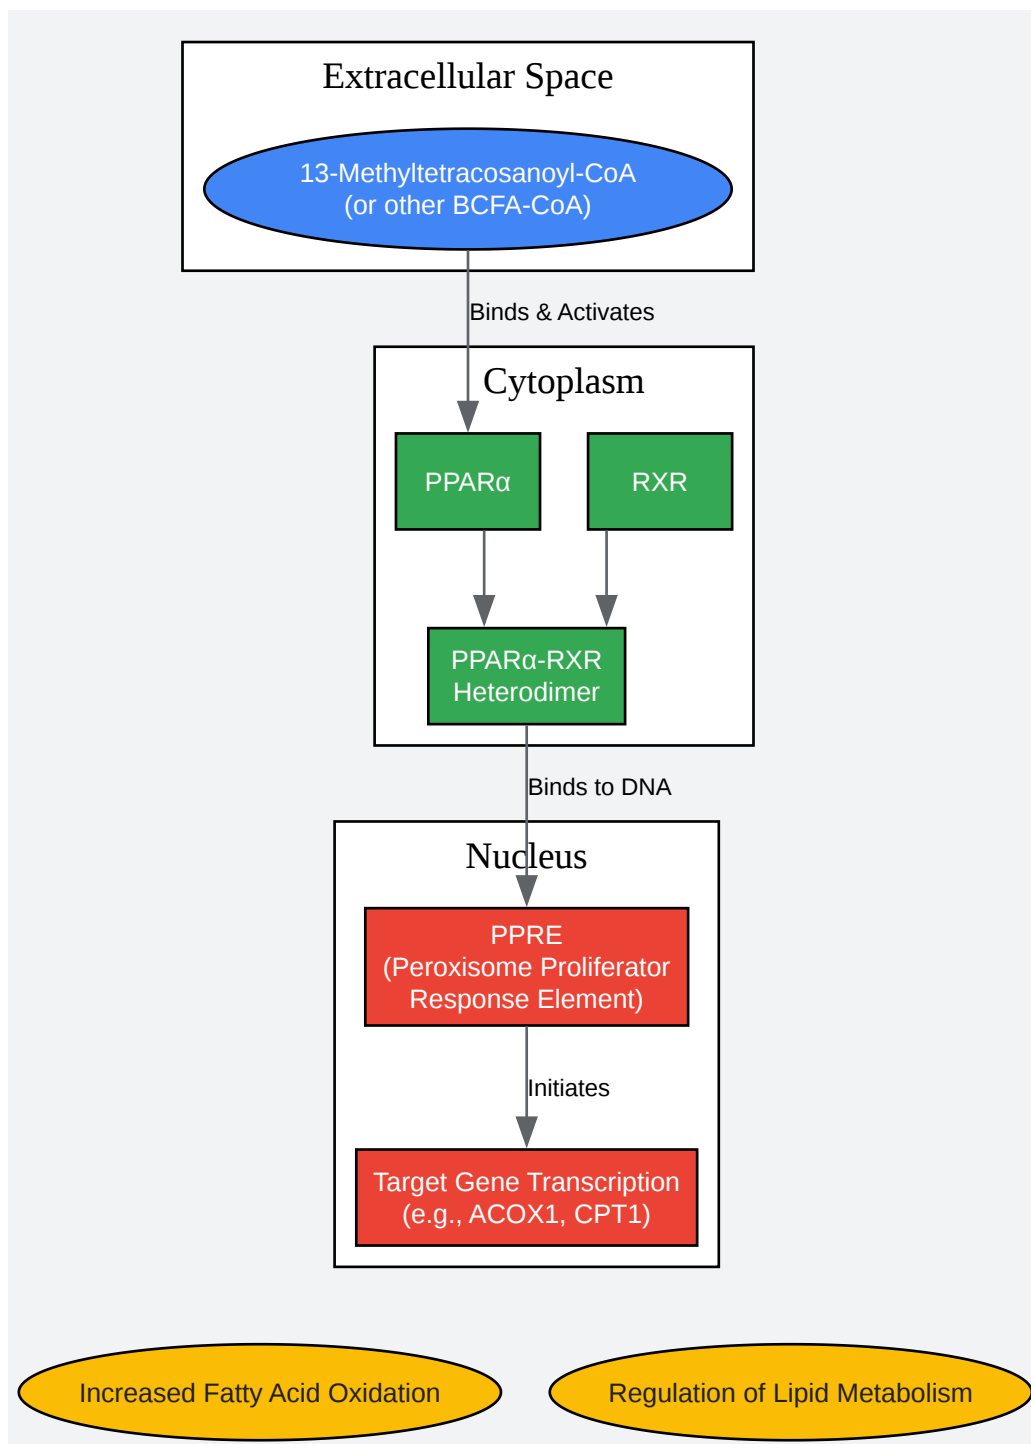 Extracellular Space
13-Methyltetracosanoyl-CoA
(or other BCFA-CoA)
Binds & Activates
Cytoplasm
PPARα
RXR
PPARα-RXR
Heterodimer
Binds to DNA
Nucleus
PPRE
(Peroxisome Proliferator
Response Element)
Initiates
Target Gene Transcription
(e.g., ACOX1, CPT1)
Increased Fatty Acid Oxidation
Regulation of Lipid Metabolism